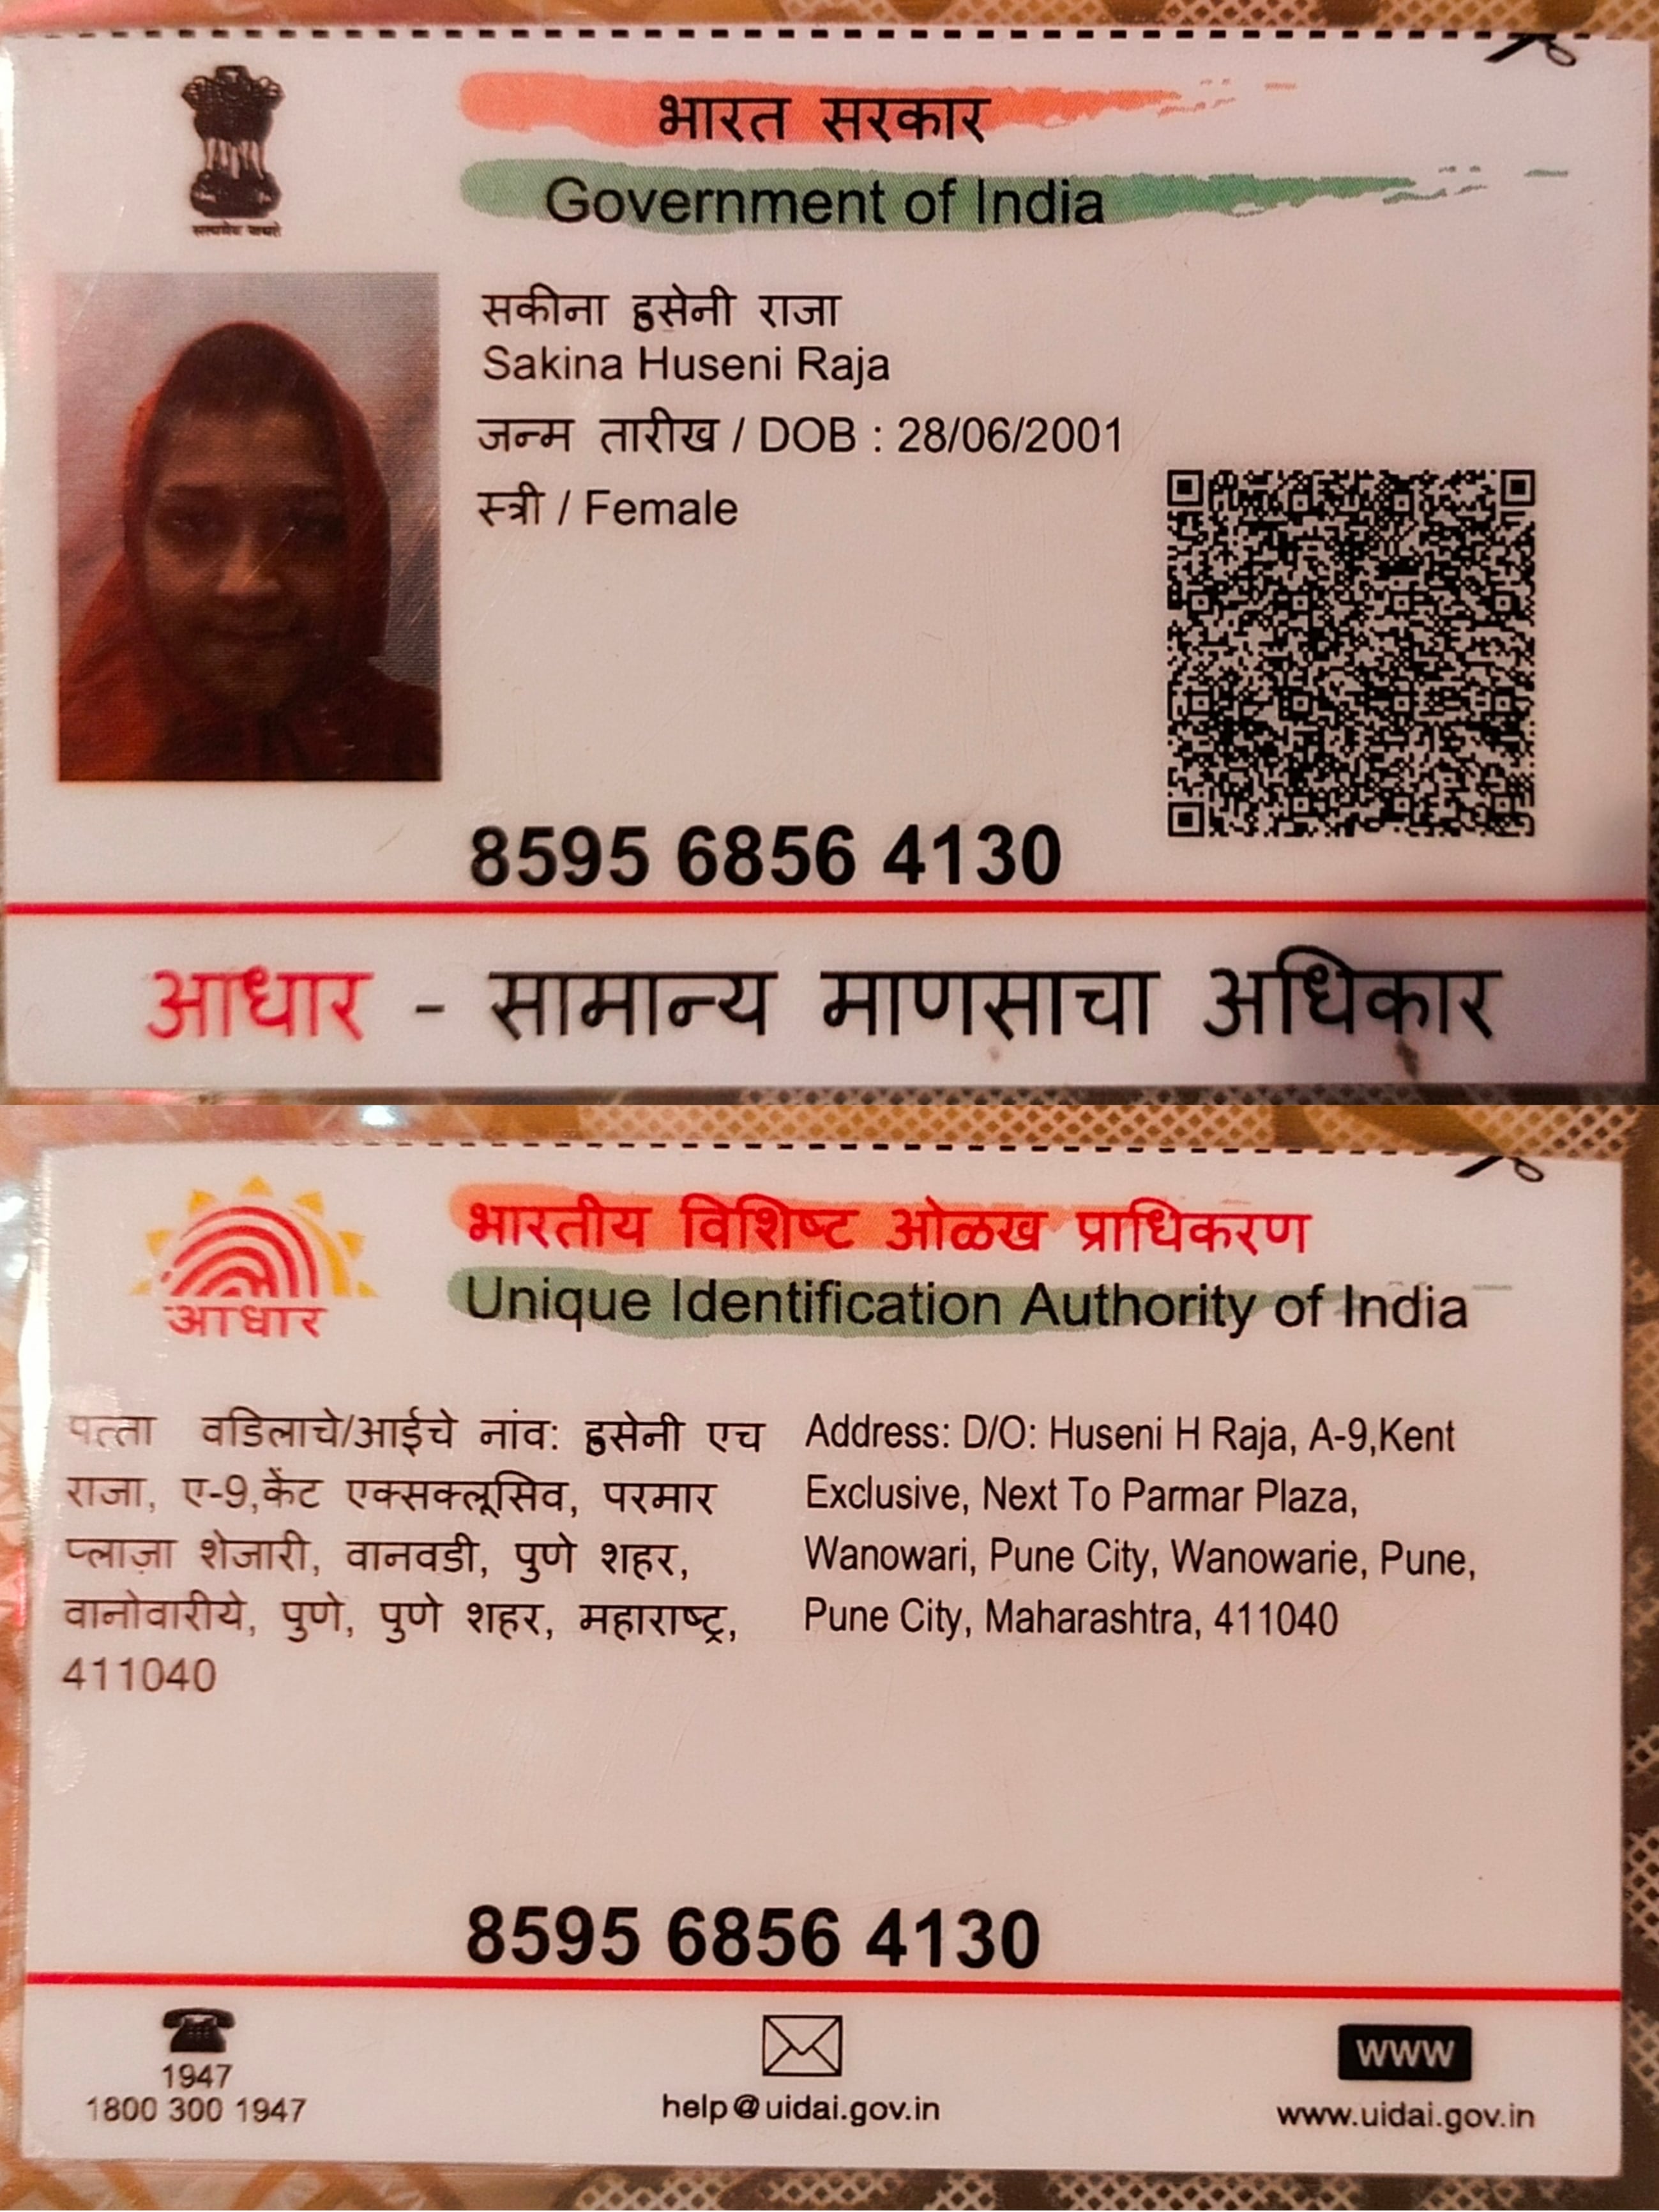 भारत सरकार
Government of India
सत्यमेव जयते
सकीना हुसेनी राजा
Sakina Huseni Raja
जन्म तारीख / DOB : 28/06/2001
स्त्री / Female
8595 6856 4130
आधार - सामान्य माणसाचा अधिकार
भारतीय विशिष्ट ओळख प्राधिकरण
Unique Identification Authority of India
आधार
पत्ता वडिलाचे/आईचे नांव: हुसेनी एच
राजा, ए-9,केंट एक्सक्लूसिव, परमार
प्लाज़ा शेजारी, वानवडी, पुणे शहर,
वानोवारीये, पुणे, पुणे शहर, महाराष्ट्र,
411040
Address: D/O: Huseni H Raja, A-9,Kent
Exclusive, Next To Parmar Plaza,
Wanowari, Pune City, Wanowarie, Pune,
Pune City, Maharashtra, 411040
8595 6856 4130
1947
1800 300 1947
help@uidai.gov.in
www
www.uidai.gov.in